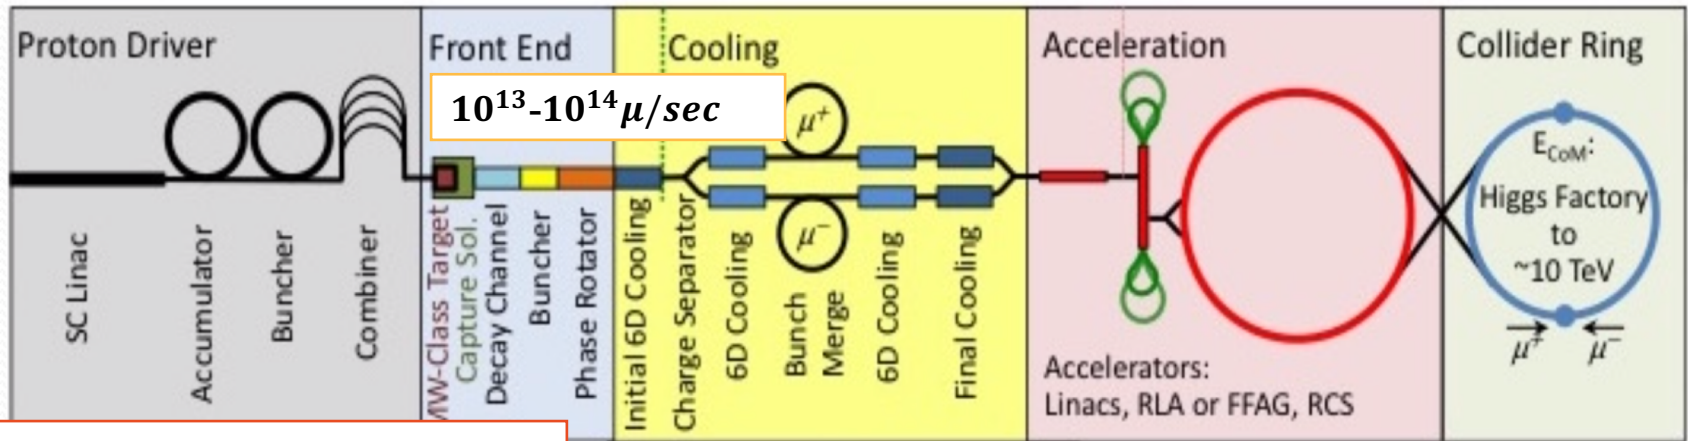 Proton Driver
SC Linac
Accumulator
Buncher
Combiner
Front End
10¹³-10¹⁴μ/sec
MW-Class Target
Capture Sol.
Decay Channel
Buncher
Phase Rotator
Cooling
Initial 6D Cooling
Charge Separator
6D Cooling
μ⁺
μ⁻
Bunch
Merge
6D Cooling
Final Cooling
Acceleration
Accelerators:
Linacs, RLA or FFAG, RCS
Collider Ring
E_CoM:
Higgs Factory
to
~10 TeV
μ⁺ μ⁻